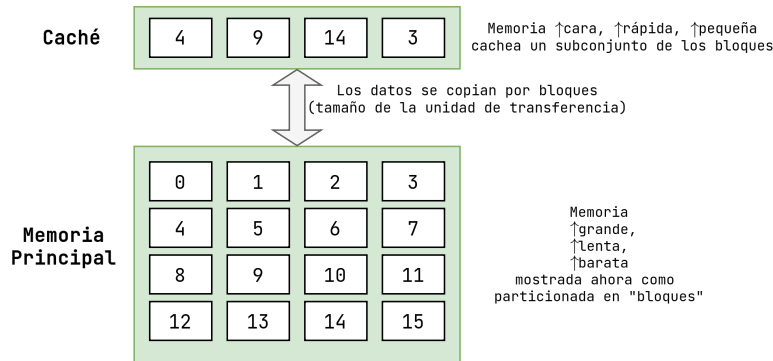 Caché
4 9 14 3
Memoria ↑cara, ↑rápida, ↑pequeña
cachea un subconjunto de los bloques
Los datos se copian por bloques
(tamaño de la unidad de transferencia)
Memoria
Principal
0 1 2 3
4 5 6 7
8 9 10 11
12 13 14 15
Memoria
↑grande,
↑lenta,
↑barata
mostrada ahora como
particionada en "bloques"